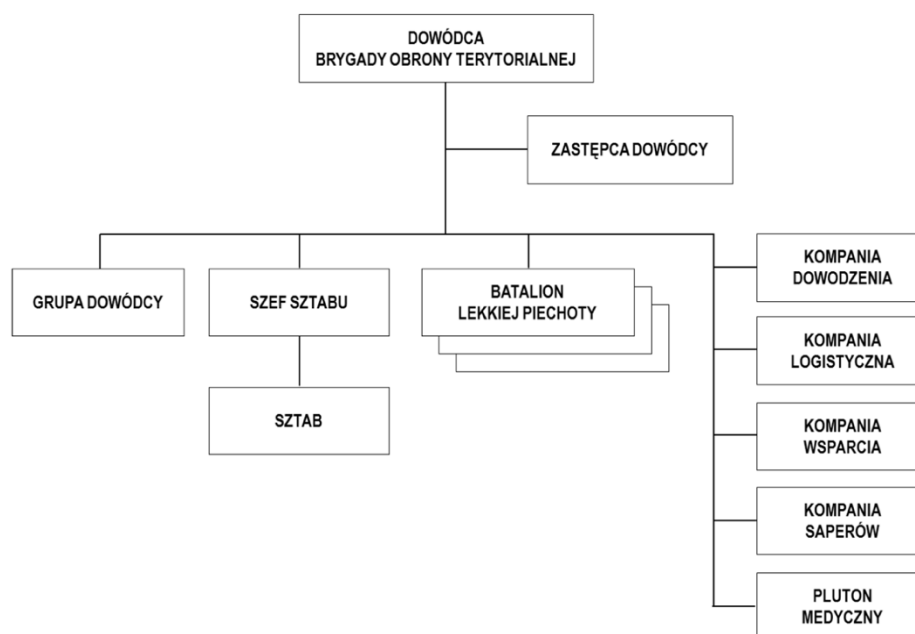 DOWÓDCA
BRYGADY OBRONY TERYTORIALNEJ
ZASTĘPCA DOWÓDCY
GRUPA DOWÓDCY
SZEF SZTABU
BATALION
LEKKIEJ PIECHOTY
SZTAB
KOMPANIA
DOWODZENIA
KOMPANIA
LOGISTYCZNA
KOMPANIA
WSPARCIA
KOMPANIA
SAPERÓW
PLUTON
MEDYCZNY